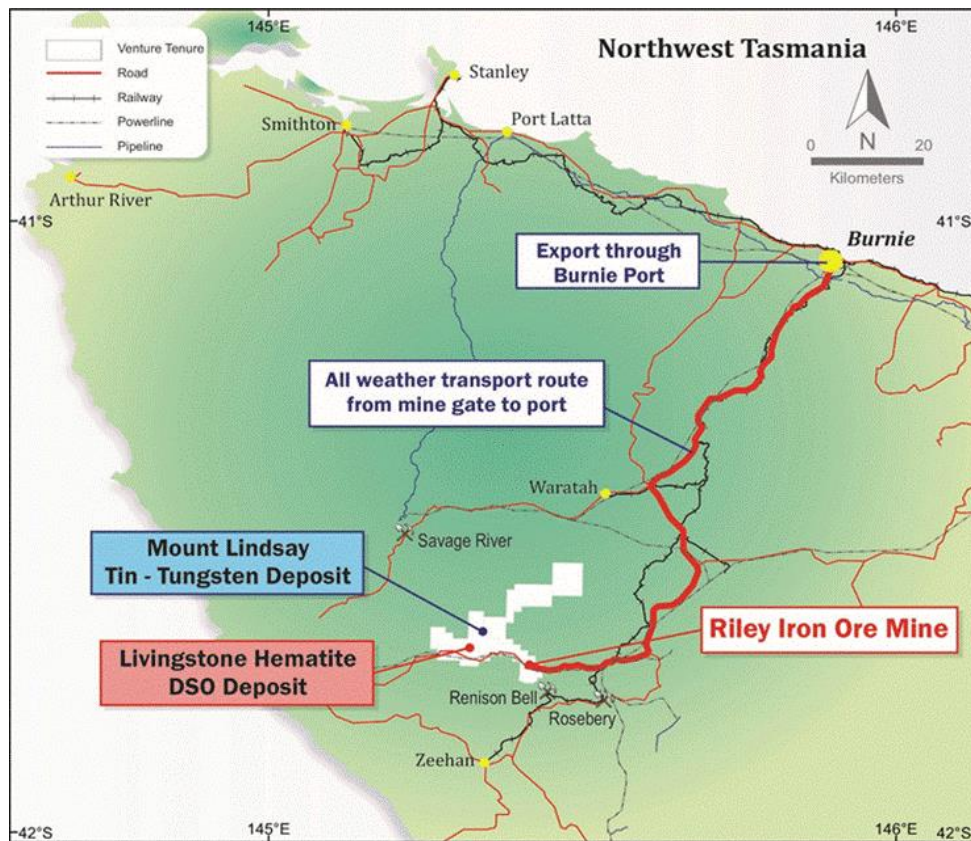 145°E
146°E
Venture Tenure
Road
Railway
Powerline
Pipeline
Northwest Tasmania
N
0 20
Kilometers
Stanley
Smithton
Port Latta
Arthur River
41°S
41°S
Burnie
Export through
Burnie Port
All weather transport route
from mine gate to port
Waratah
Savage River
Mount Lindsay
Tin - Tungsten Deposit
Riley Iron Ore Mine
Livingstone Hematite
DSO Deposit
Renison Bell
Rosebery
Zeehan
42°S
145°E
146°E
42°S